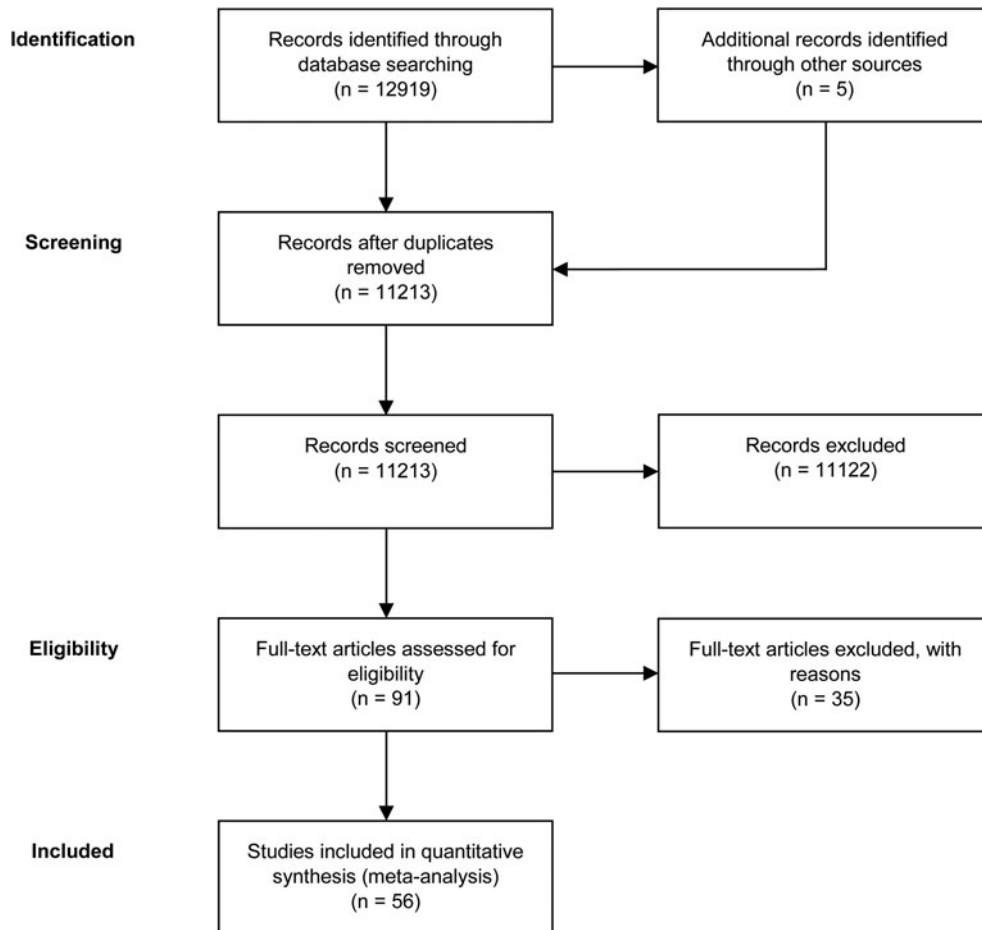 Identification
Records identified through
database searching
(n = 12919)
Additional records identified
through other sources
(n = 5)
Screening
Records after duplicates
removed
(n = 11213)
Records screened
(n = 11213)
Records excluded
(n = 11122)
Eligibility
Full-text articles assessed for
eligibility
(n = 91)
Full-text articles excluded, with
reasons
(n = 35)
Included
Studies included in quantitative
synthesis (meta-analysis)
(n = 56)